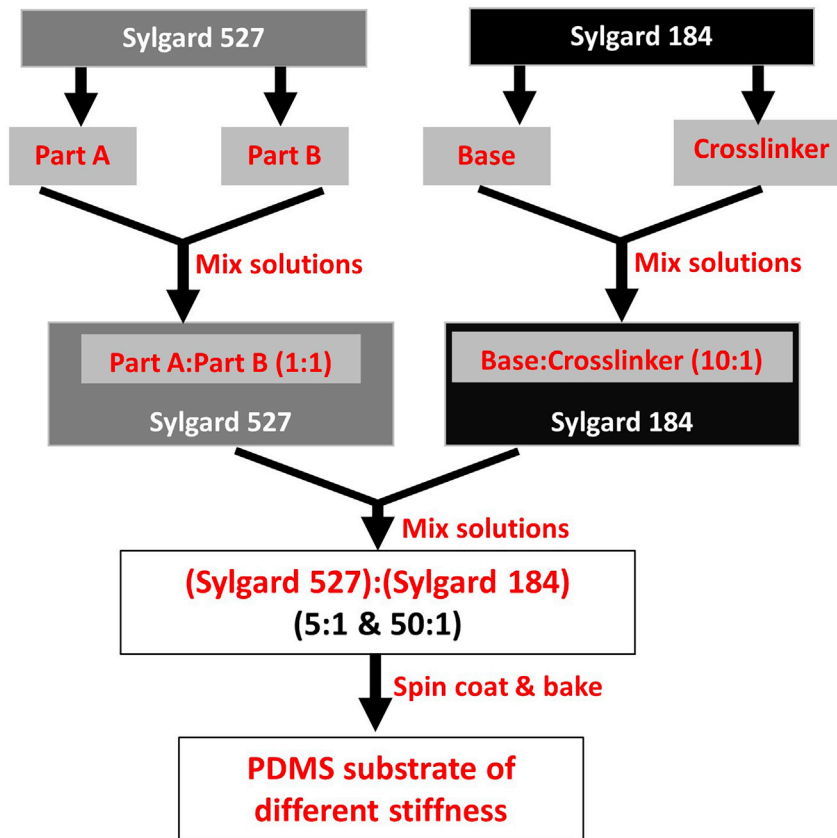 Sylgard 527
Sylgard 184
Part A
Part B
Base
Crosslinker
Mix solutions
Mix solutions
Part A:Part B (1:1)
Sylgard 527
Base:Crosslinker (10:1)
Sylgard 184
Mix solutions
(Sylgard 527):(Sylgard 184)
(5:1 & 50:1)
Spin coat & bake
PDMS substrate of
different stiffness